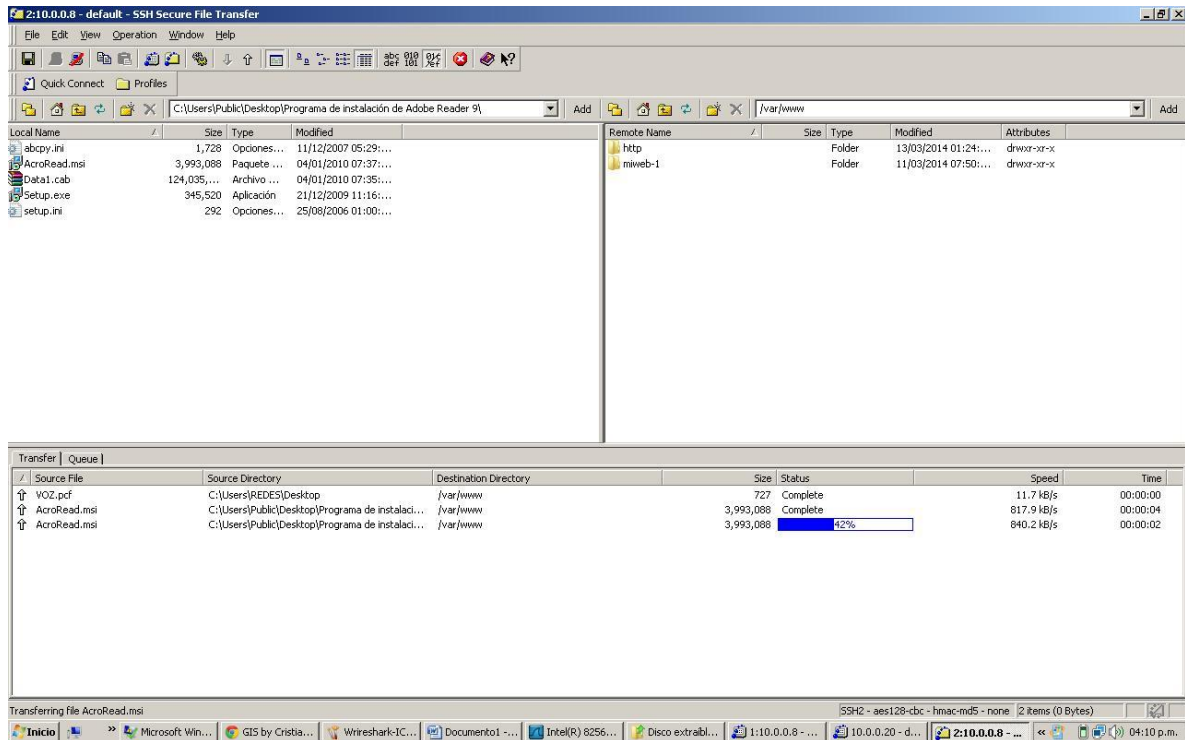 2:10.0.0.8 - default - SSH Secure File Transfer
File Edit View Operation Window Help
abc def 010 101
Quick Connect Profiles
C:\Users\Public\Desktop\Programa de instalación de Adobe Reader 9\ Add /var/www Add
Local Name / Size Type Modified
abcpy.ini 1,728 Opciones... 11/12/2007 05:29:...
AcroRead.msi 3,993,088 Paquete ... 04/01/2010 07:37:...
Data1.cab 124,035,... Archivo ... 04/01/2010 07:35:...
Setup.exe 345,520 Aplicación 21/12/2009 11:16:...
setup.ini 292 Opciones... 25/08/2006 01:00:...
Remote Name / Size Type Modified Attributes
http Folder 13/03/2014 01:24:... drwxr-xr-x
miweb-1 Folder 11/03/2014 07:50:... drwxr-xr-x
Transfer Queue
/ Source File Source Directory Destination Directory Size Status Speed Time
VOZ.pcf C:\Users\REDES\Desktop /var/www 727 Complete 11.7 kB/s 00:00:00
AcroRead.msi C:\Users\Public\Desktop\Programa de instalaci... /var/www 3,993,088 Complete 817.9 kB/s 00:00:04
AcroRead.msi C:\Users\Public\Desktop\Programa de instalaci... /var/www 3,993,088 42% 840.2 kB/s 00:00:02
Transferring file AcroRead.msi SSH2 - aes128-cbc - hmac-md5 - none 2 items (0 Bytes)
Inicio » Microsoft Win... GIS by Cristia... Wrireshark-IC... Documento1 -... Intel(R) 8256... Disco extraíbl... 1:10.0.0.8 - ... 10.0.0.20 - d... 2:10.0.0.8 - ... « 04:10 p.m.